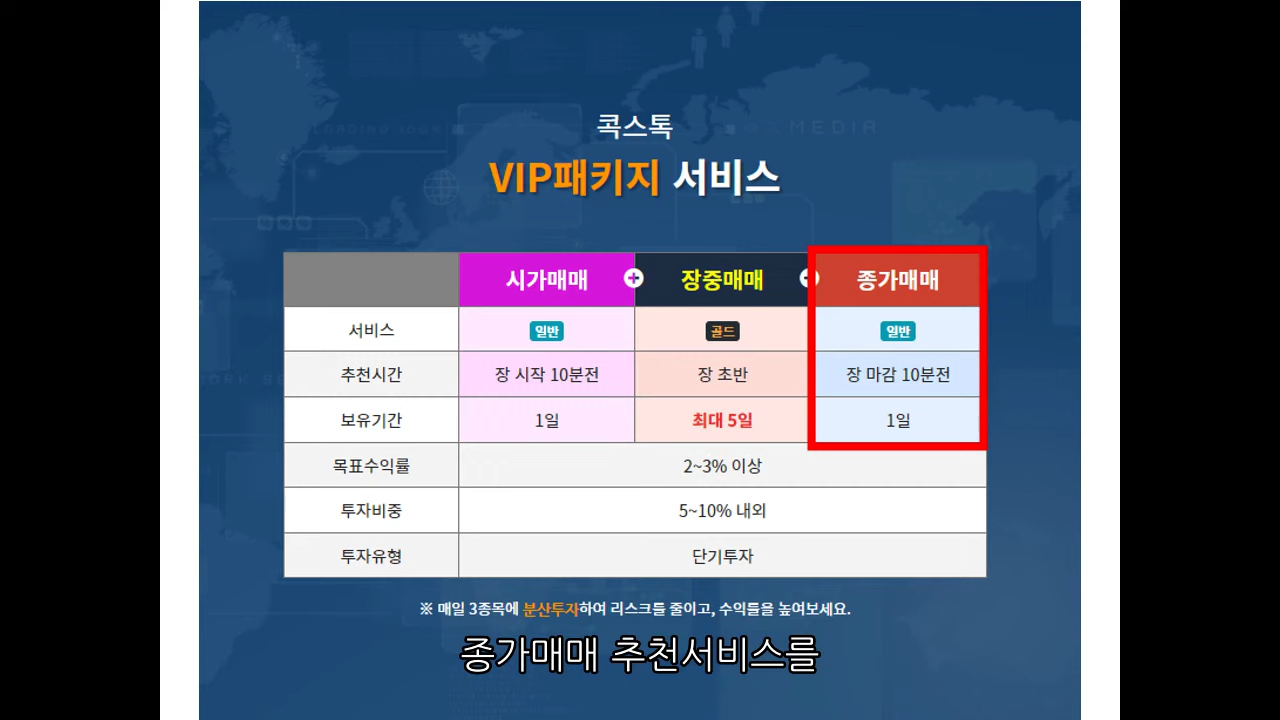 콕스톡
VIP패키지 서비스
시가매매 장중매매 종가매매
서비스 일반 골드 일반
추천시간 장 시작 10분전 장 초반 장 마감 10분전
보유기간 1일 최대 5일 1일
목표수익률 2~3% 이상
투자비중 5~10% 내외
투자유형 단기투자
※ 매일 3종목에 분산투자하여 리스크를 줄이고, 수익률을 높여보세요.
종가매매 추천서비스를
MEDIA